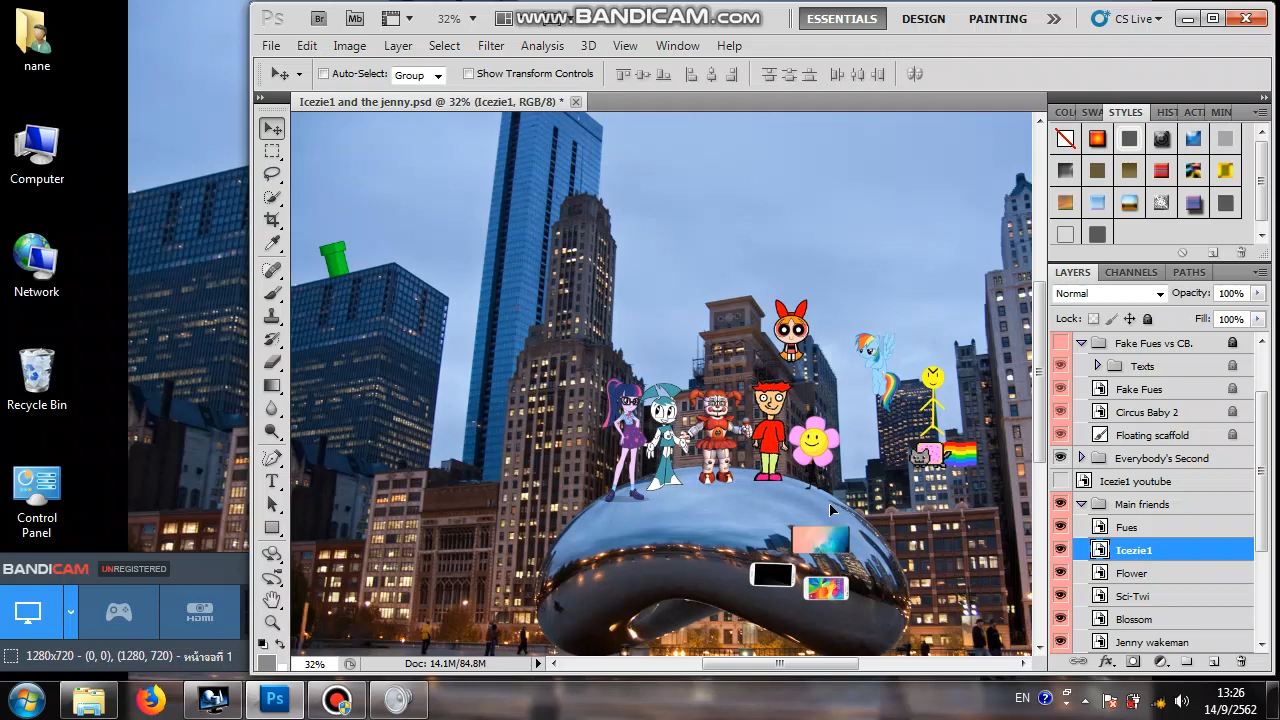 nane
Computer
Network
Recycle Bin
Control
Panel
BANDICAM UNREGISTERED
HDMI
1280x720 - (0, 0), (1280, 720) - หน้าจอที่ 1
Ps Br Mb 32% www.BANDICAM.com ESSENTIALS DESIGN PAINTING CS Live
File Edit Image Layer Select Filter Analysis 3D View Window Help
Auto-Select: Group Show Transform Controls
Icezie1 and the jenny.psd @ 32% (Icezie1, RGB/8) *
COL SWA STYLES HIST ACTI MIN
LAYERS CHANNELS PATHS
Normal Opacity: 100%
Lock: Fill: 100%
Fake Fues vs CB.
Texts
Fake Fues
Circus Baby 2
Floating scaffold
Everybody's Second
Icezie1 youtube
Main friends
Fues
Icezie1
Flower
Sci-Twi
Blossom
Jenny wakeman
32% Doc: 14.1M/84.8M
Ps
EN
13:26
14/9/2562